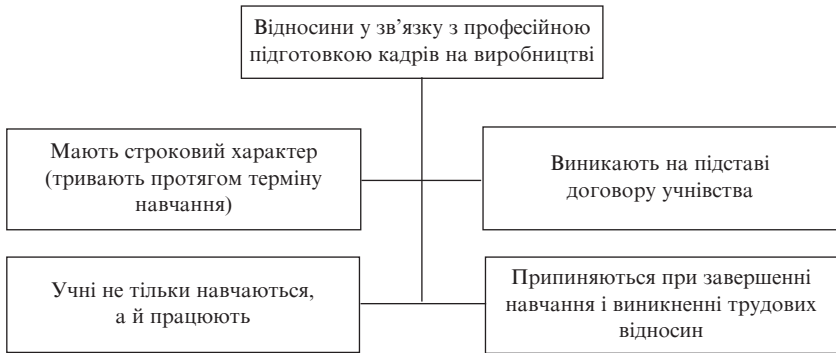 Відносини у зв’язку з професійною
підготовкою кадрів на виробництві
Мають строковий характер
(тривають протягом терміну
навчання)
Виникають на підставі
договору учнівства
Учні не тільки навчаються,
а й працюють
Припиняються при завершенні
навчання і виникненні трудових
відносин